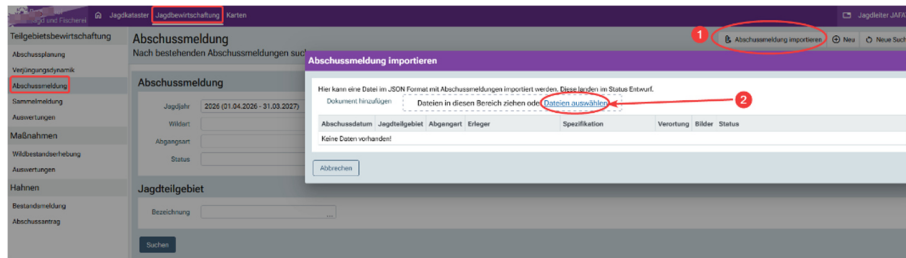 Jagd und Fischerei Jagdkataster Jagdbewirtschaftung Karten Jagdleiter JAFA
Teilgebietsbewirtschaftung
Abschussplanung
Verjüngungsdynamik
Abschussmeldung
Sammelmeldung
Auswertungen
Maßnahmen
Wildbestandserhebung
Auswertungen
Hahnen
Bestandsmeldung
Abschussantrag
Abschussmeldung
Nach bestehenden Abschussmeldungen such
1
Abschussmeldung importieren Neu Neue Such
Abschussmeldung
Jagdjahr 2026 (01.04.2026 - 31.03.2027)
Wildart
Abgangsart
Status
Jagdteilgebiet
Bezeichnung ...
Suchen
Abschussmeldung importieren
Hier kann eine Datei im JSON Format mit Abschussmeldungen importiert werden. Diese landen im Status Entwurf.
Dokument hinzufügen Dateien in diesen Bereich ziehen oder Dateien auswählen
2
Abschussdatum Jagdteilgebiet Abgangart Erleger Spezifikation Verortung Bilder Status
Keine Daten vorhanden!
Abbrechen